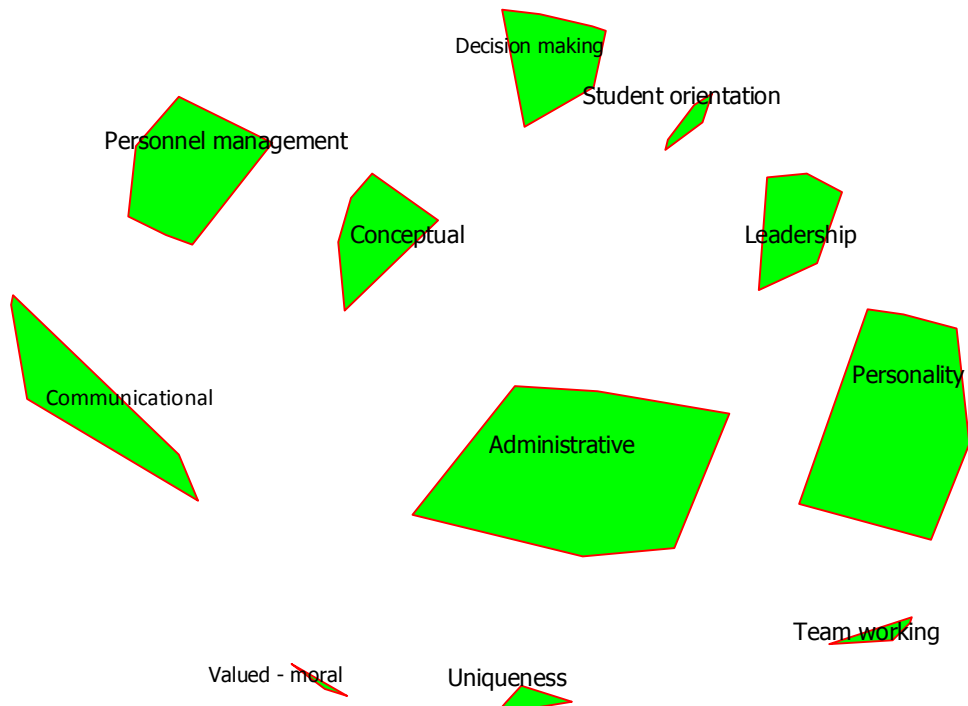 Decision making
Student orientation
Personnel management
Conceptual
Leadership
Personality
Communicational
Administrative
Team working
Valued - moral
Uniqueness